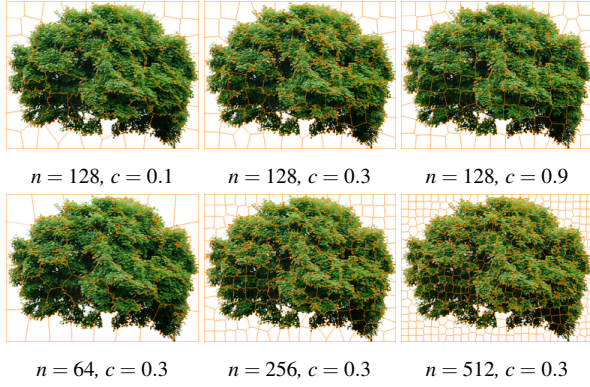 n = 128, c = 0.1
n = 128, c = 0.3
n = 128, c = 0.9
n = 64, c = 0.3
n = 256, c = 0.3
n = 512, c = 0.3